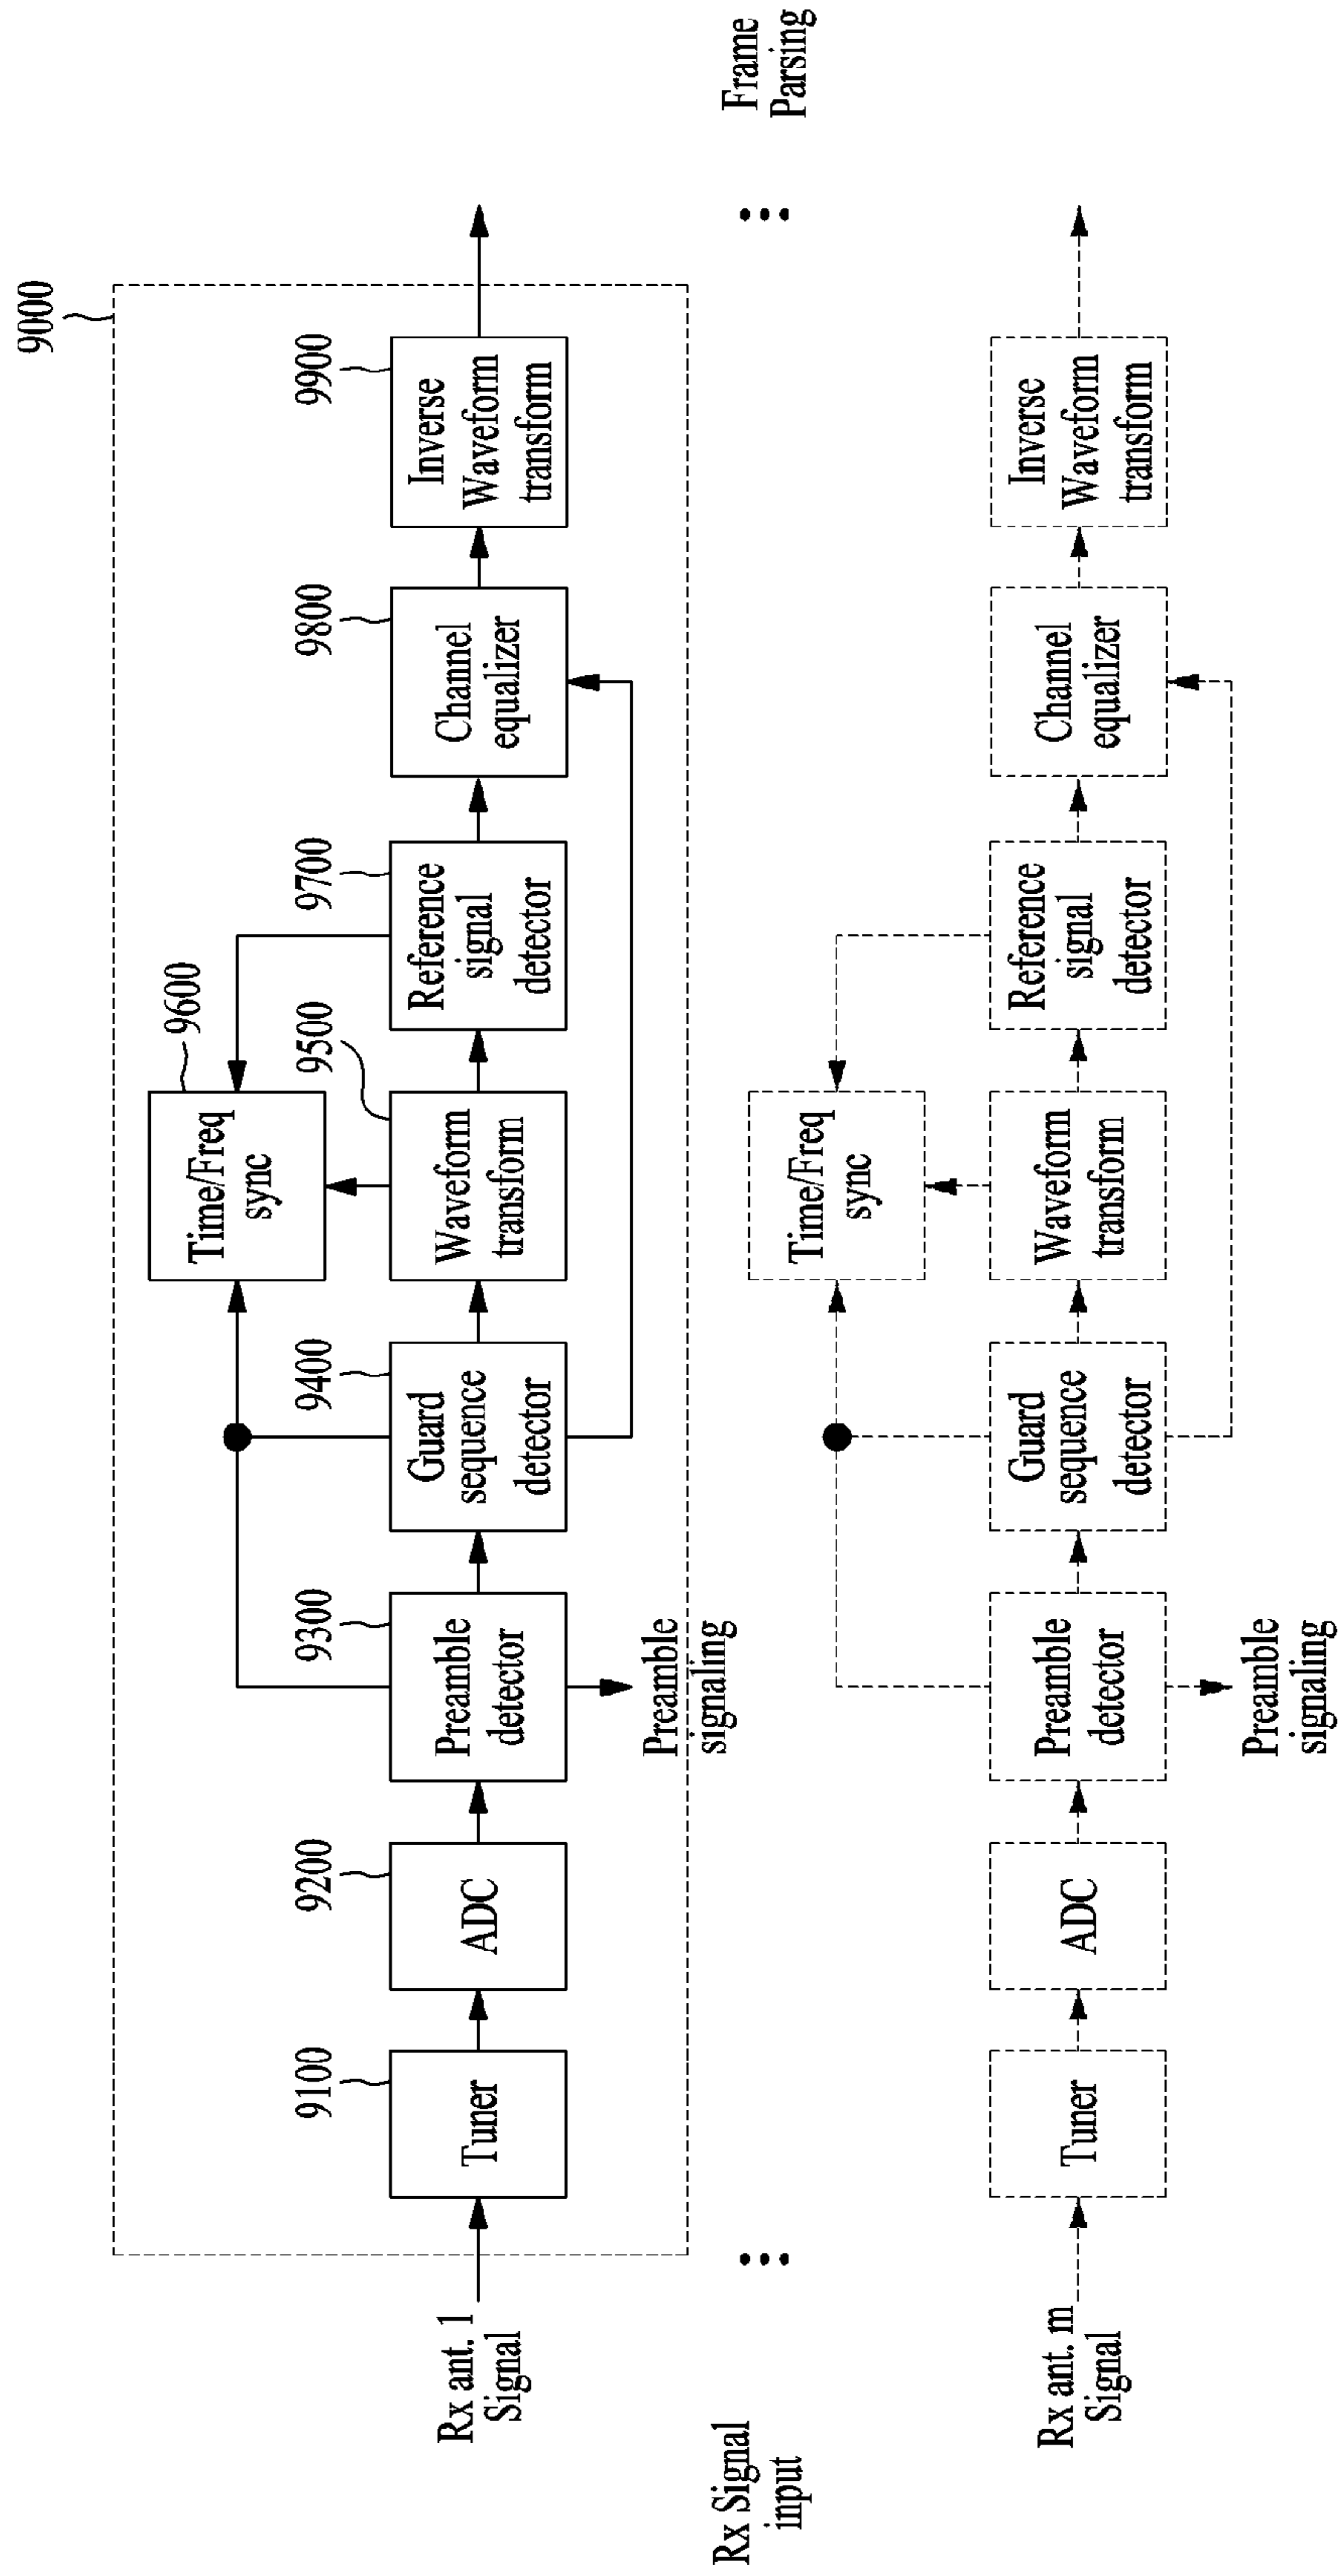 9000
9600
Time/Freq
sync
9100
9200
9300
9400
9500
9700
9800
9900
Rx ant. 1
Signal
Tuner
ADC
Preamble
detector
Guard
sequence
detector
Waveform
transform
Reference
signal
detector
Channel
equalizer
Inverse
Waveform
transform
Preamble
signaling
Rx Signal
input
Frame
Parsing
Time/Freq
sync
Rx ant. m
Signal
Tuner
ADC
Preamble
detector
Guard
sequence
detector
Waveform
transform
Reference
signal
detector
Channel
equalizer
Inverse
Waveform
transform
Preamble
signaling